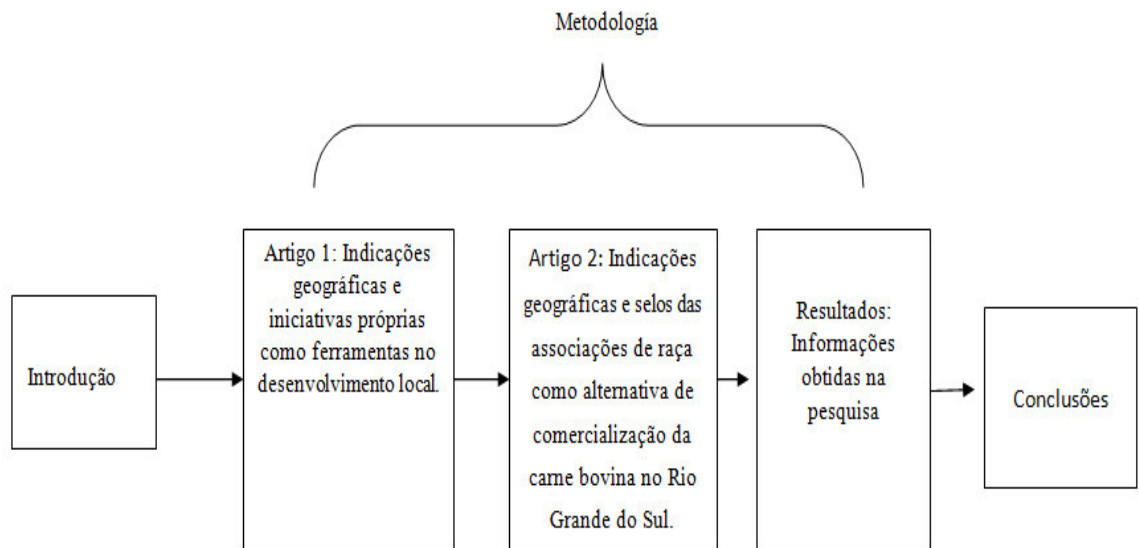 Metodología
Introdução
Artigo 1: Indicações
geográficas e
iniciativas próprias
como ferramentas no
desenvolvimento local.
Artigo 2: Indicações
geográficas e selos das
associações de raça
como alternativa de
comercialização da
carne bovina no Rio
Grande do Sul.
Resultados:
Informações
obtidas na
pesquisa
Conclusões